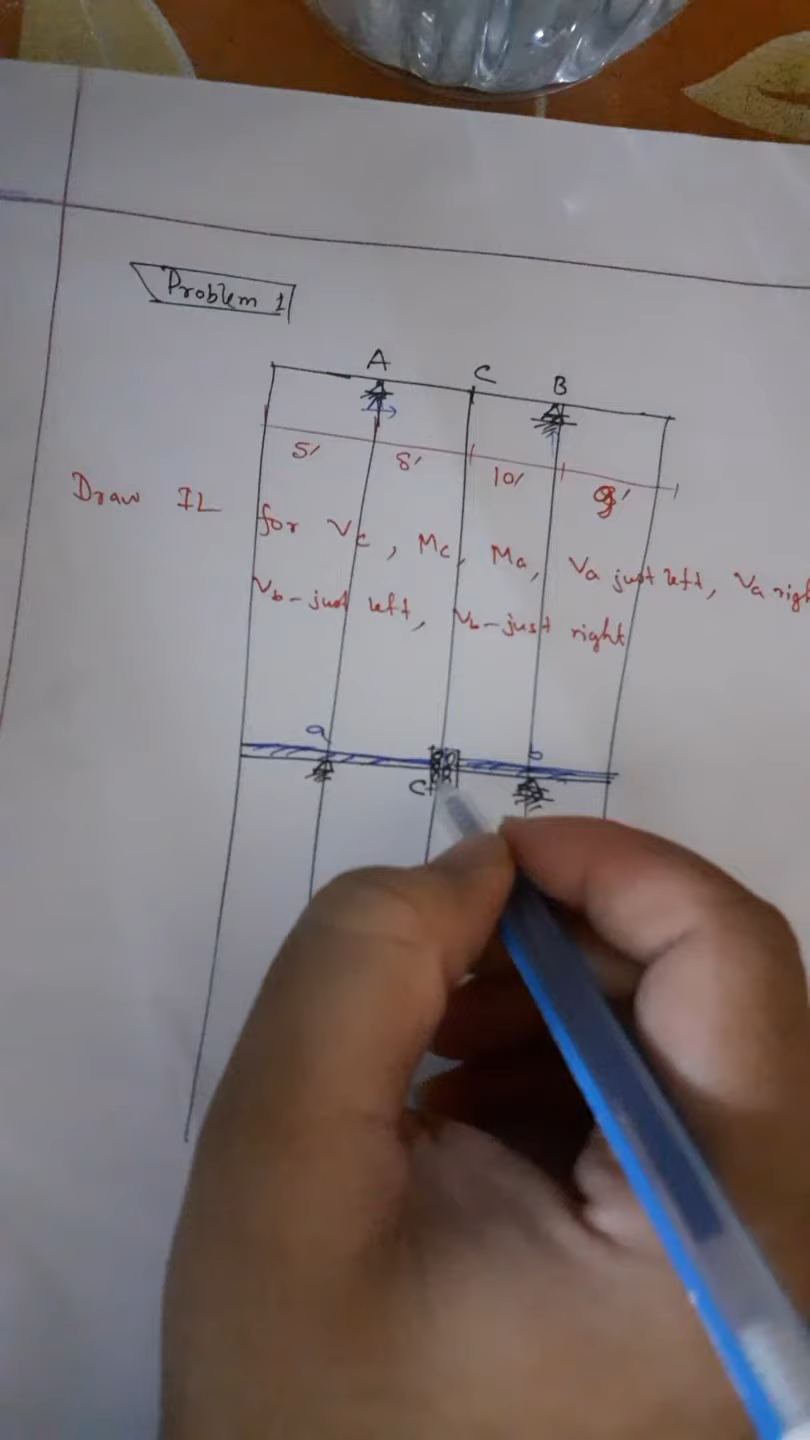 Problem 1
A C B
5' 8' 10' 9'
Draw IL for Vc, Mc, Ma, Va just left, Va righ
Vb-just left, Vb-just right
a b
C